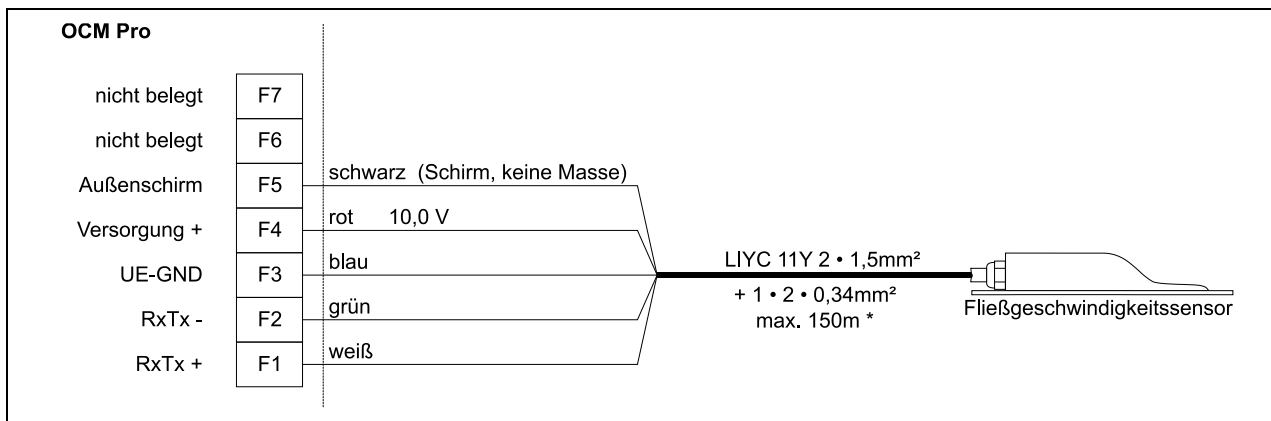 OCM Pro
nicht belegt F7
nicht belegt F6
Außenschirm F5 schwarz (Schirm, keine Masse)
Versorgung + F4 rot 10,0 V
UE-GND F3 blau
RxTx - F2 grün
RxTx + F1 weiß
LIYC 11Y 2 • 1,5mm²
+ 1 • 2 • 0,34mm²
max. 150m *
Fließgeschwindigkeitssensor